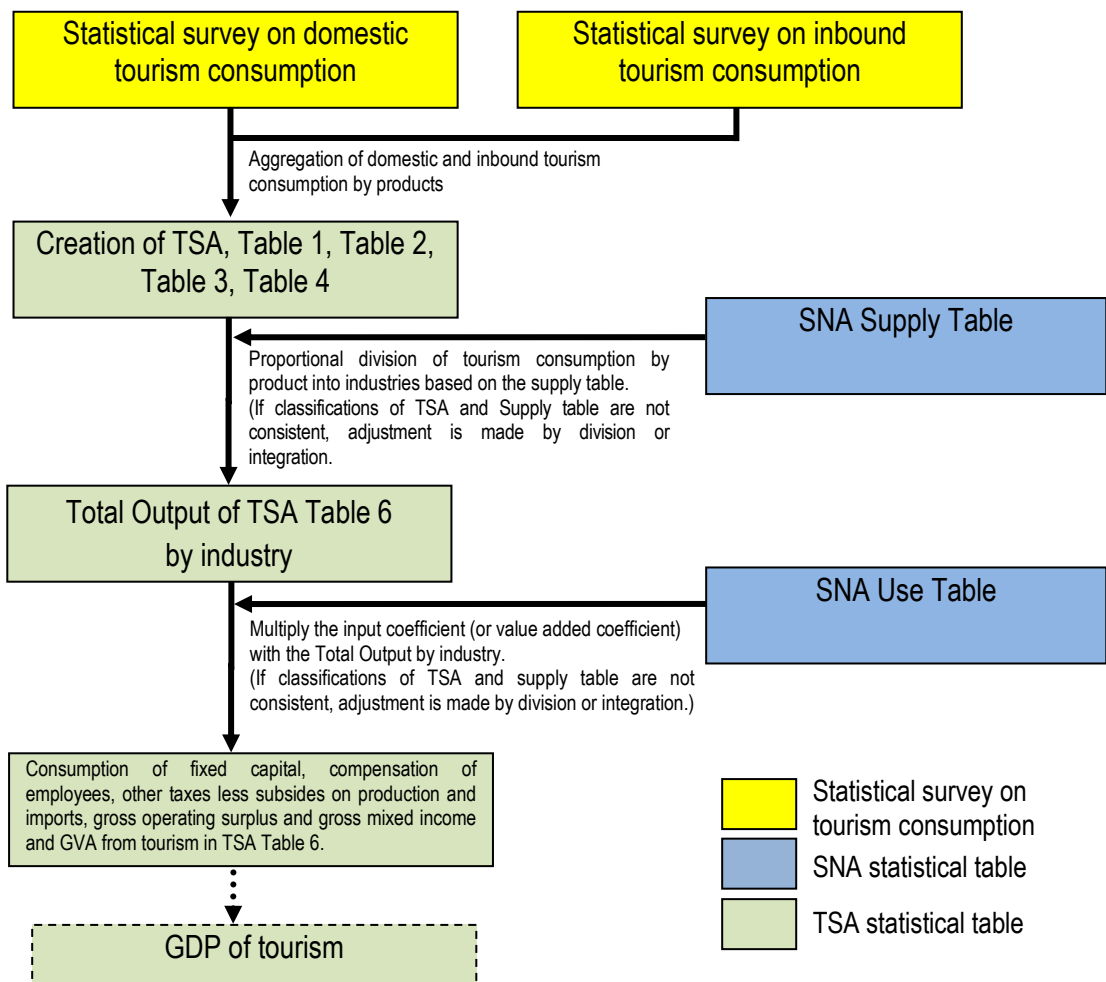 Statistical survey on domestic
tourism consumption
Statistical survey on inbound
tourism consumption
Aggregation of domestic and inbound tourism
consumption by products
Creation of TSA, Table 1, Table 2,
Table 3, Table 4
SNA Supply Table
Proportional division of tourism consumption by
product into industries based on the supply table.
(If classifications of TSA and Supply table are not
consistent, adjustment is made by division or
integration.
Total Output of TSA Table 6
by industry
SNA Use Table
Multiply the input coefficient (or value added coefficient)
with the Total Output by industry.
(If classifications of TSA and supply table are not
consistent, adjustment is made by division or integration.)
Consumption of fixed capital, compensation of
employees, other taxes less subsides on production and
imports, gross operating surplus and gross mixed income
and GVA from tourism in TSA Table 6.
GDP of tourism
Statistical survey on
tourism consumption
SNA statistical table
TSA statistical table